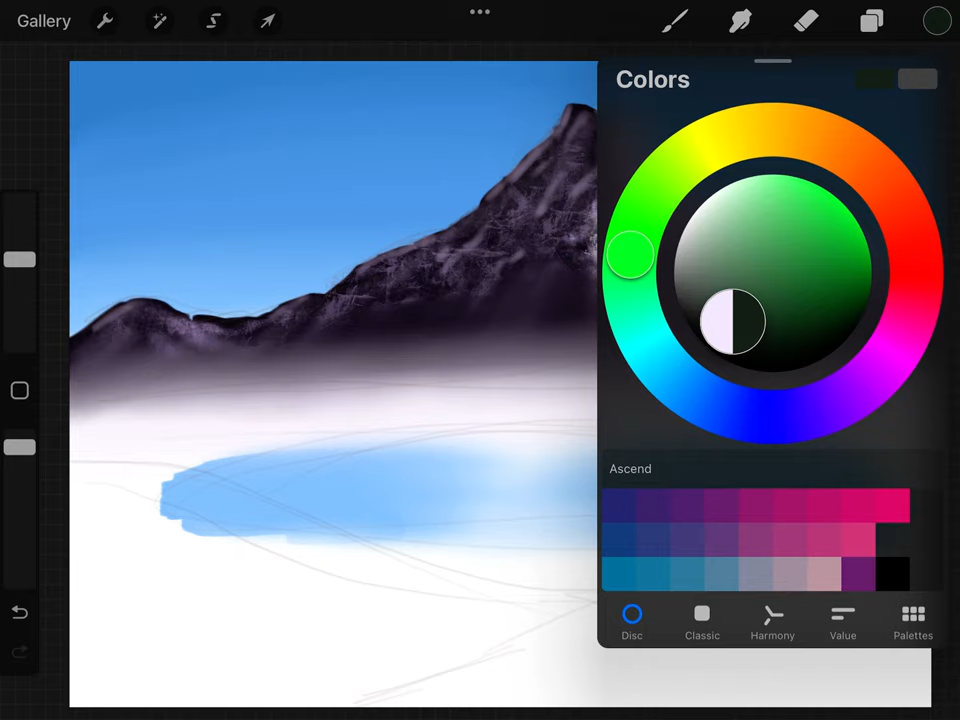 Gallery
Colors
Ascend
Disc
Classic
Harmony
Value
Palettes